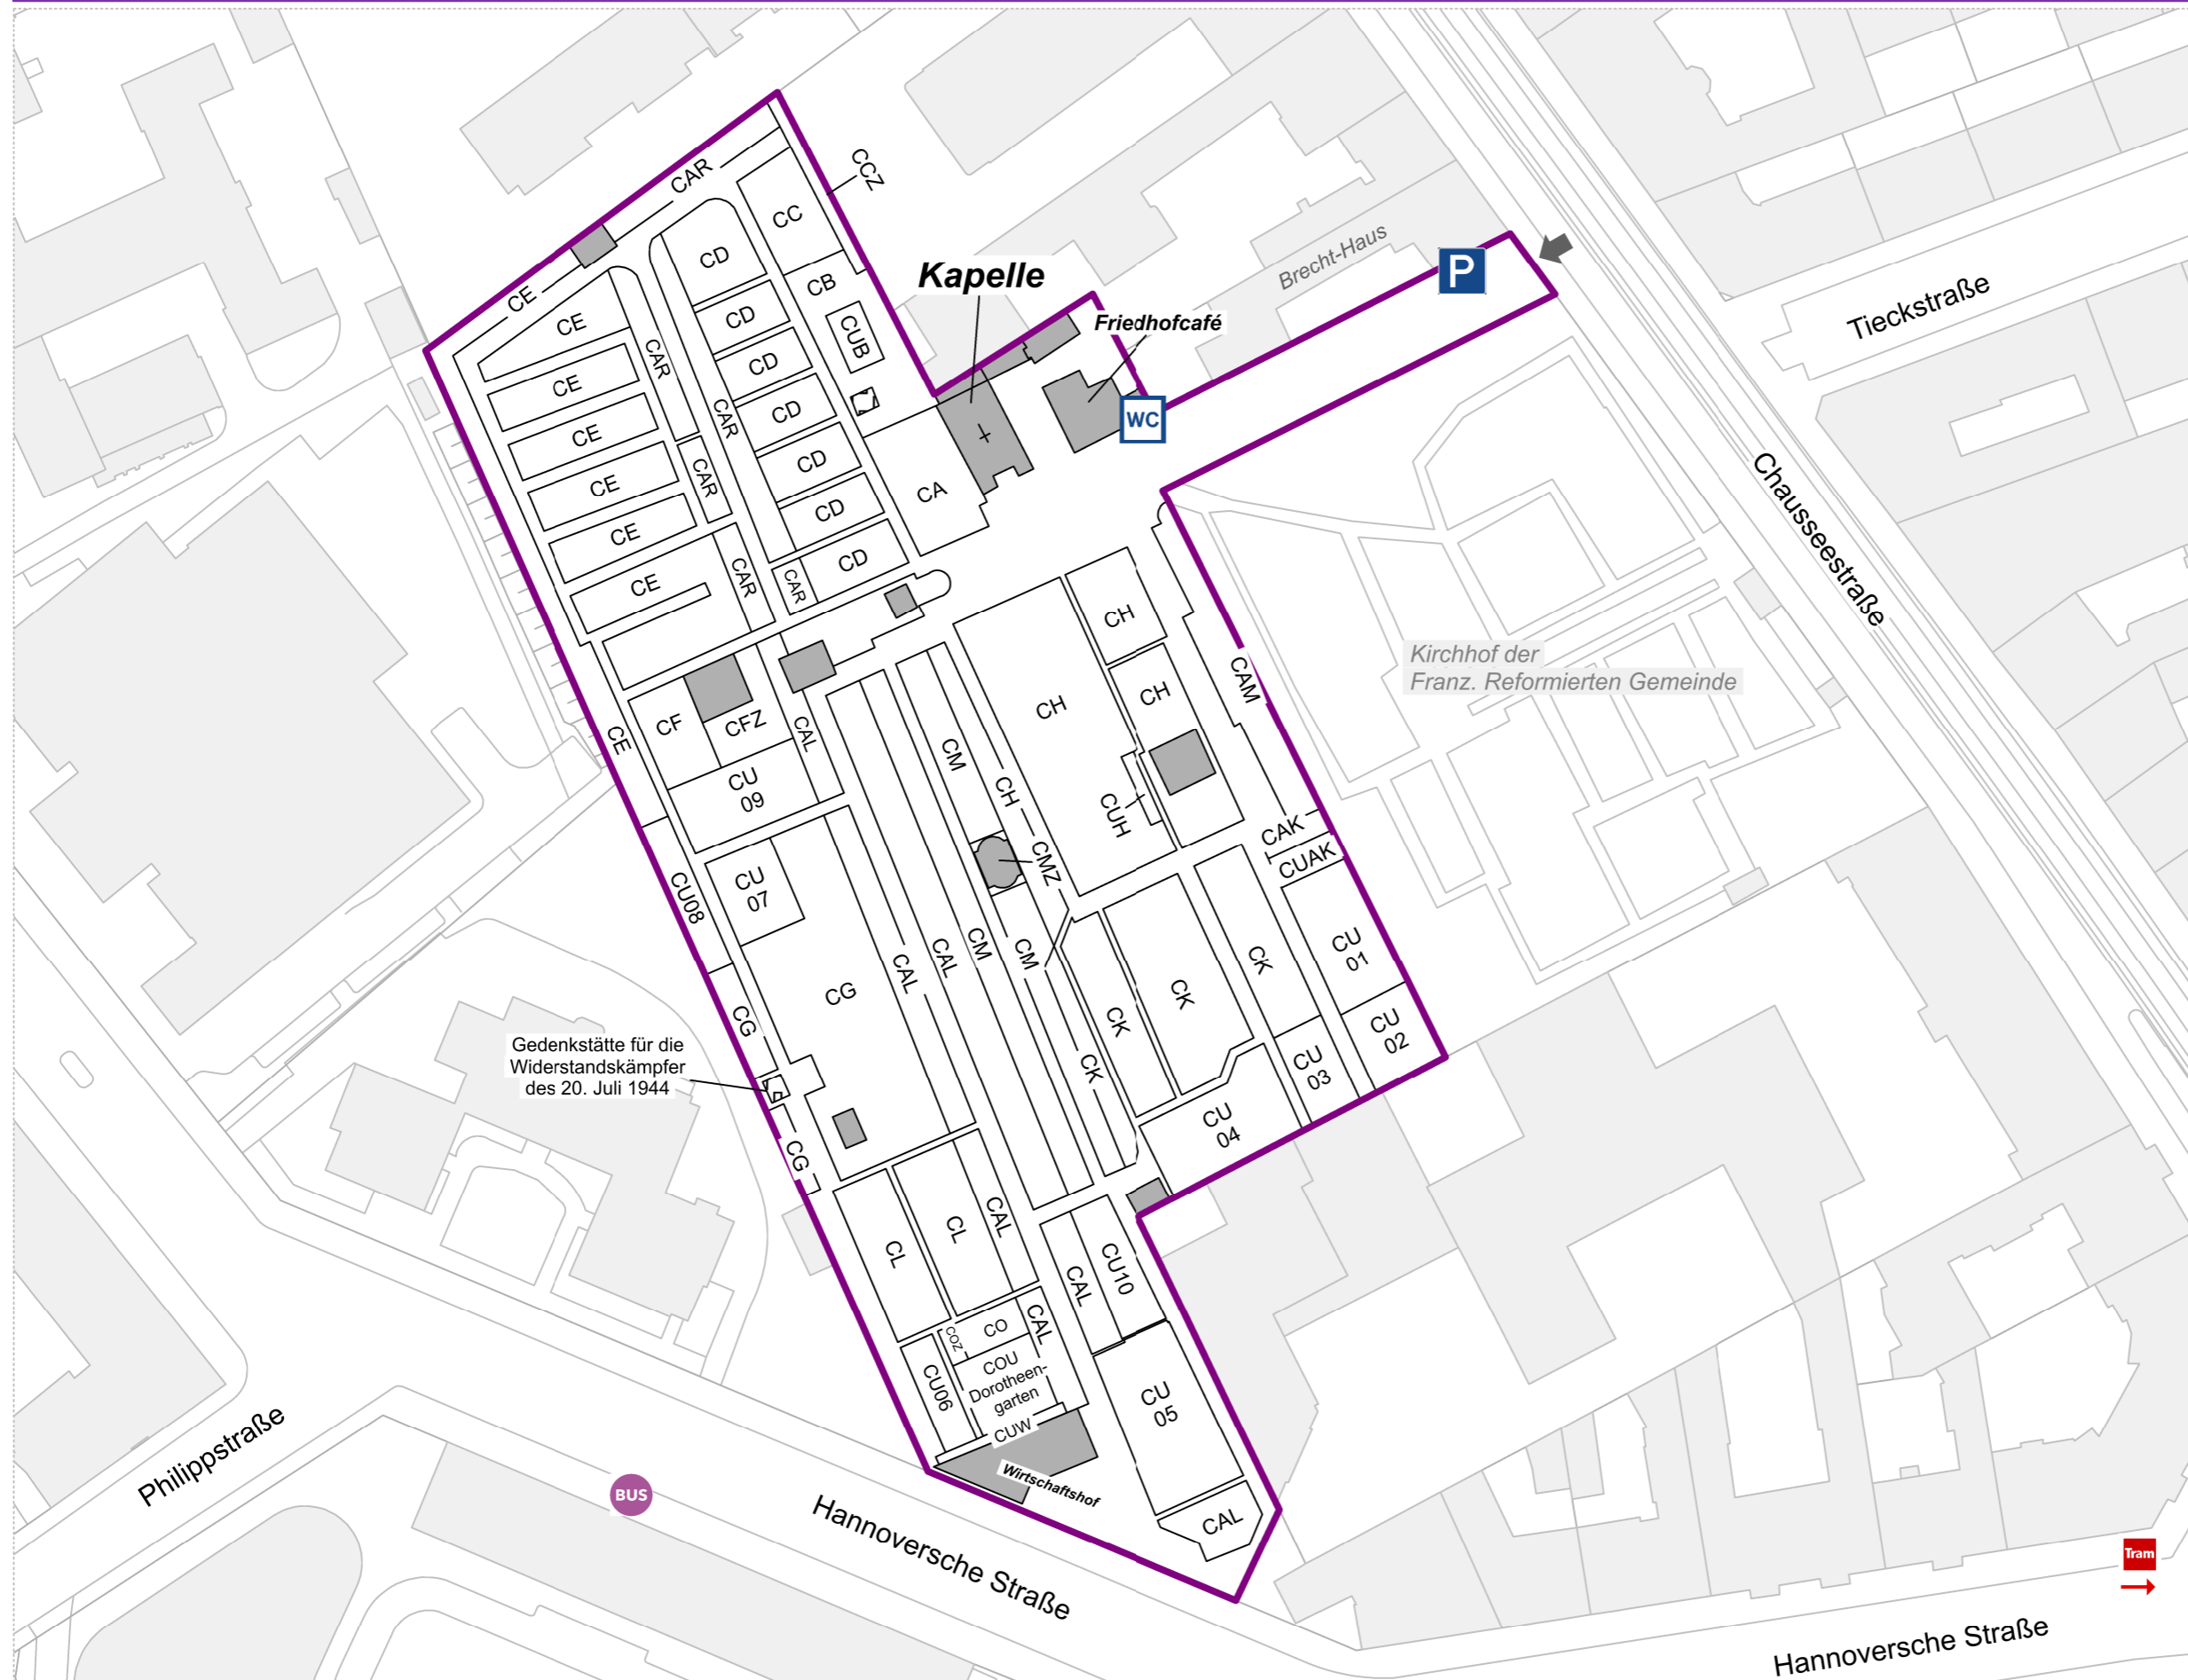 CAR
CCZ
CC
CD
CB
Kapelle
Brecht-Haus
P
Tieckstraße
CE
CE
CAR
CD
CUB
Friedhofcafé
CE
CD
CAR
WC
CE
CD
CE
CAR
CD
CA
Chausseestraße
CE
CD
CE
CAR
CAR
CD
CH
Kirchhof der
Franz. Reformierten Gemeinde
CAM
CH
CH
CE
CF
CFZ
CAL
CM
CU
09
CH
CUH
CAK
CUAK
CMZ
CU08
CU
07
CU
01
CAL
CAL
CM
CM
CK
CG
CK
CK
CG
CU
02
Gedenkstätte für die
Widerstandskämpfer
des 20. Juli 1944
CK
CU
03
CU
04
CG
CL
CL
CAL
CAL
CU10
COZ
CO
CAL
COU
Dorotheen-
garten
CU06
CU
05
CUW
Wirtschaftshof
CAL
Philippstraße
BUS
Hannoversche Straße
Tram
Hannoversche Straße